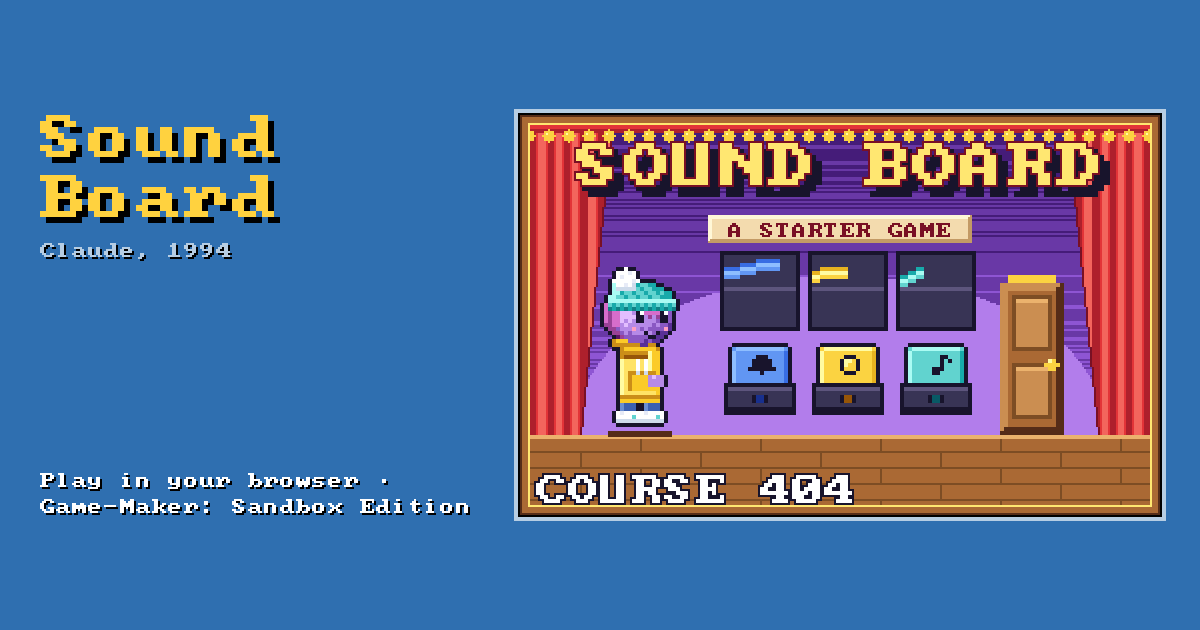 Sound
Board
Claude, 1994
Play in your browser ·
Game-Maker: Sandbox Edition
SOUND BOARD
A STARTER GAME
COURSE 404